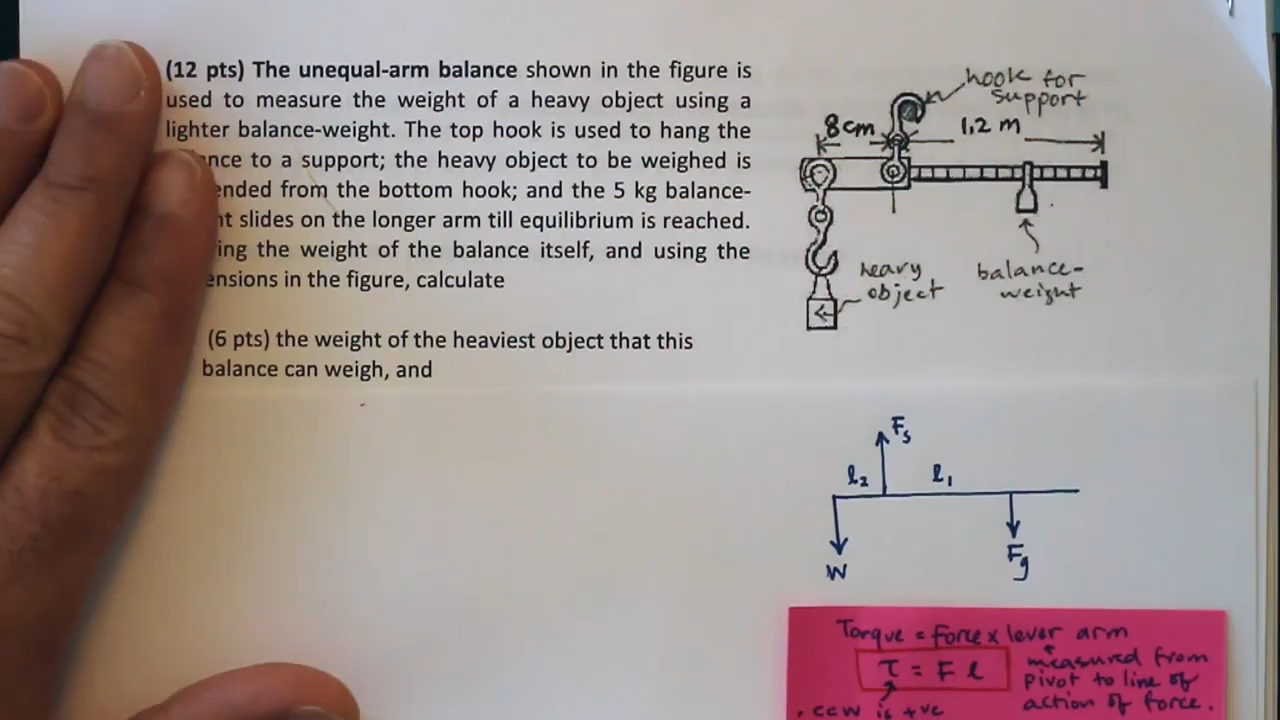 (12 pts) The unequal-arm balance shown in the figure is
used to measure the weight of a heavy object using a
lighter balance-weight. The top hook is used to hang the
nce to a support; the heavy object to be weighed is
ended from the bottom hook; and the 5 kg balance-
ht slides on the longer arm till equilibrium is reached.
ing the weight of the balance itself, and using the
ensions in the figure, calculate
(6 pts) the weight of the heaviest object that this
balance can weigh, and
hook for
support
8cm
1.2 m
heavy
object
balance-
weight
Fs
l2
l1
W
Fg
Torque = Force x lever arm
τ = F l
measured from
pivot to line of
action of force.
. ccw is +ve